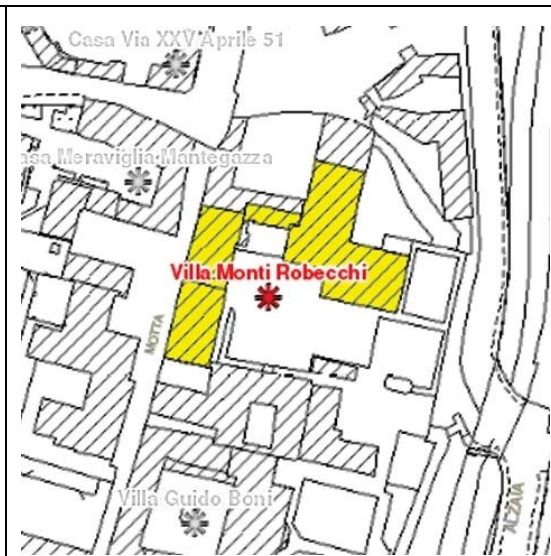 Casa Via XXV Aprile 51
asa Meraviglia Mantegazza
Villa Monti Robecchi
MOTTA
Villa Guido Boni
ALZAIA